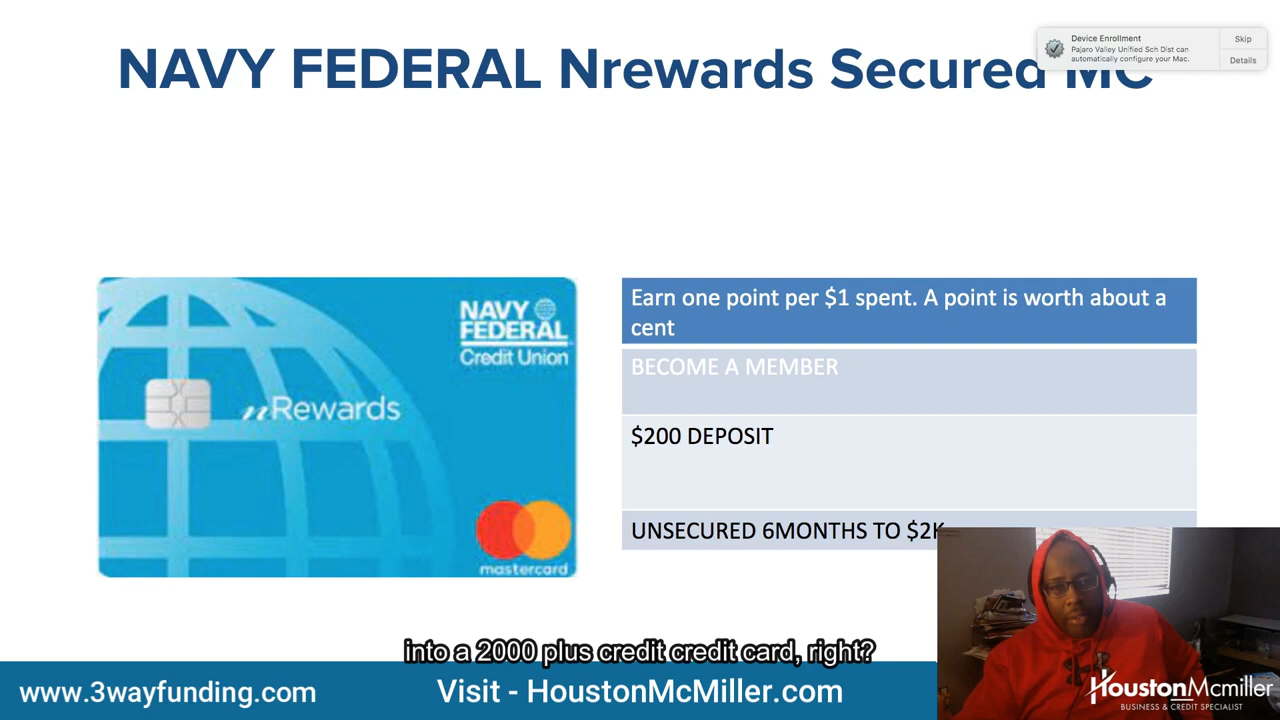 NAVY FEDERAL Nrewards Secured MC
Device Enrollment
Pajaro Valley Unified Sch Dist can
automatically configure your Mac.
Skip
Details
NAVY
FEDERAL
Credit Union
nRewards
mastercard
Earn one point per $1 spent. A point is worth about a
cent
BECOME A MEMBER
$200 DEPOSIT
UNSECURED 6MONTHS TO $2K
into a 2000 plus credit credit card, right?
www.3wayfunding.com
Visit - HoustonMcMiller.com
HoustonMcmiller
BUSINESS & CREDIT SPECIALIST